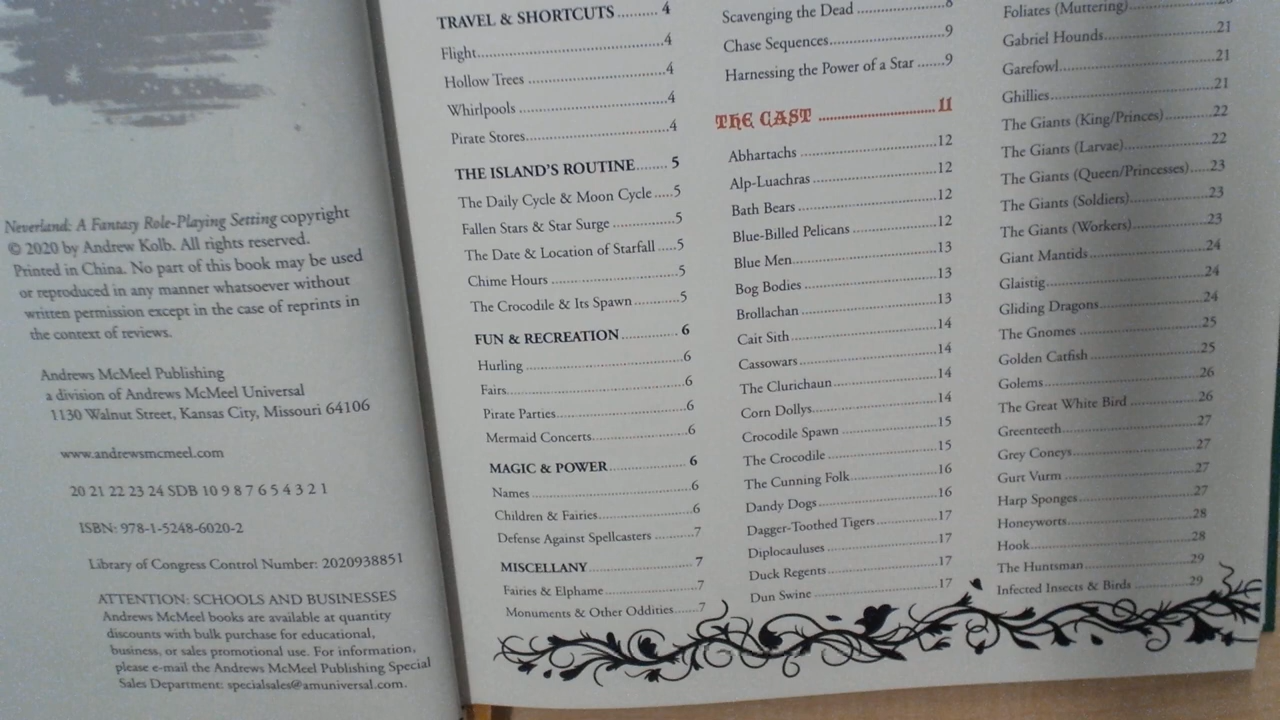 Neverland: A Fantasy Role-Playing Setting copyright
© 2020 by Andrew Kolb. All rights reserved.
Printed in China. No part of this book may be used
or reproduced in any manner whatsoever without
written permission except in the case of reprints in
the context of reviews.
Andrews McMeel Publishing
a division of Andrews McMeel Universal
1130 Walnut Street, Kansas City, Missouri 64106
www.andrewsmcmeel.com
20 21 22 23 24 SDB 10 9 8 7 6 5 4 3 2 1
ISBN: 978-1-5248-6020-2
Library of Congress Control Number: 2020938851
ATTENTION: SCHOOLS AND BUSINESSES
Andrews McMeel books are available at quantity
discounts with bulk purchase for educational,
business, or sales promotional use. For information,
please e-mail the Andrews McMeel Publishing Special
Sales Department: specialsales@amuniversal.com.
TRAVEL & SHORTCUTS .......... 4
Flight..........4
Hollow Trees ..........4
Whirlpools ..........4
Pirate Stores..........4
THE ISLAND'S ROUTINE........ 5
The Daily Cycle & Moon Cycle.....5
Fallen Stars & Star Surge ..........5
The Date & Location of Starfall .....5
Chime Hours ..........5
The Crocodile & Its Spawn..........5
FUN & RECREATION.......... 6
Hurling ..........6
Fairs..........6
Pirate Parties..........6
Mermaid Concerts..........6
MAGIC & POWER.......... 6
Names ..........6
Children & Fairies..........6
Defense Against Spellcasters ..........7
MISCELLANY .......... 7
Fairies & Elphame..........7
Monuments & Other Oddities.......7
Scavenging the Dead ..........8
Chase Sequences..........9
Harnessing the Power of a Star .......9
THE CAST ..........11
Abhartachs ..........12
Alp-Luachras ..........12
Bath Bears ..........12
Blue-Billed Pelicans ..........12
Blue Men..........13
Bog Bodies ..........13
Brollachan ..........13
Cait Sith ..........14
Cassowars ..........14
The Clurichaun ..........14
Corn Dollys..........14
Crocodile Spawn ..........15
The Crocodile ..........15
The Cunning Folk..........16
Dandy Dogs ..........16
Dagger-Toothed Tigers..........17
Diplocauluses ..........17
Duck Regents ..........17
Dun Swine ..........17
Foliates (Muttering)..........
Gabriel Hounds..........21
Garefowl..........21
Ghillies..........21
The Giants (King/Princes)..........22
The Giants (Larvae)..........22
The Giants (Queen/Princesses).....23
The Giants (Soldiers)..........23
The Giants (Workers)..........23
Giant Mantids..........24
Glaistig..........24
Gliding Dragons..........24
The Gnomes ..........25
Golden Catfish ..........25
Golems..........26
The Great White Bird ..........26
Greenteeth..........27
Grey Coneys..........27
Gurt Vurm ..........27
Harp Sponges..........27
Honeyworts..........28
Hook..........28
The Huntsman ..........29
Infected Insects & Birds ..........29